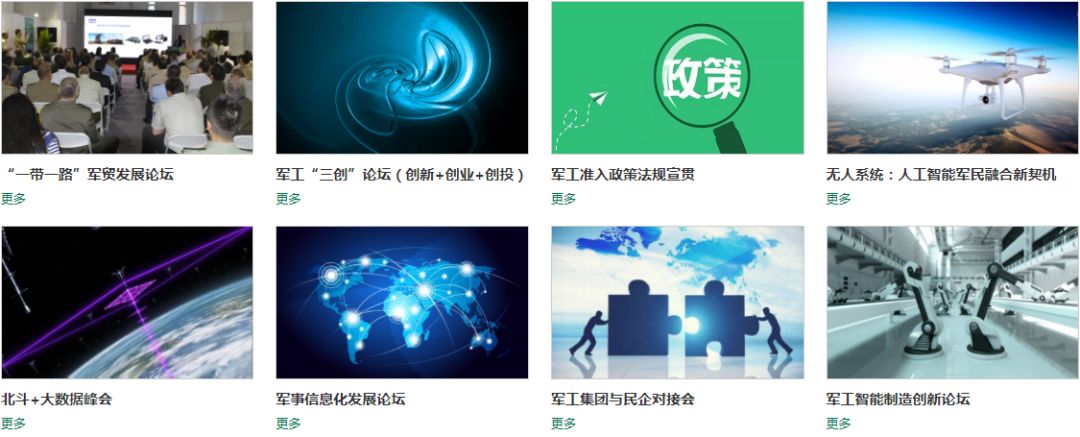 政策
“一带一路”军贸发展论坛
军工“三创”论坛(创新+创业+创投)
军工准入政策法规宣贯
无人系统:人工智能军民融合新契机
更多
更多
更多
更多
北斗+大数据峰会
军事信息化发展论坛
军工集团与民企对接会
军工智能制造创新论坛
更多
更多
更多
更多